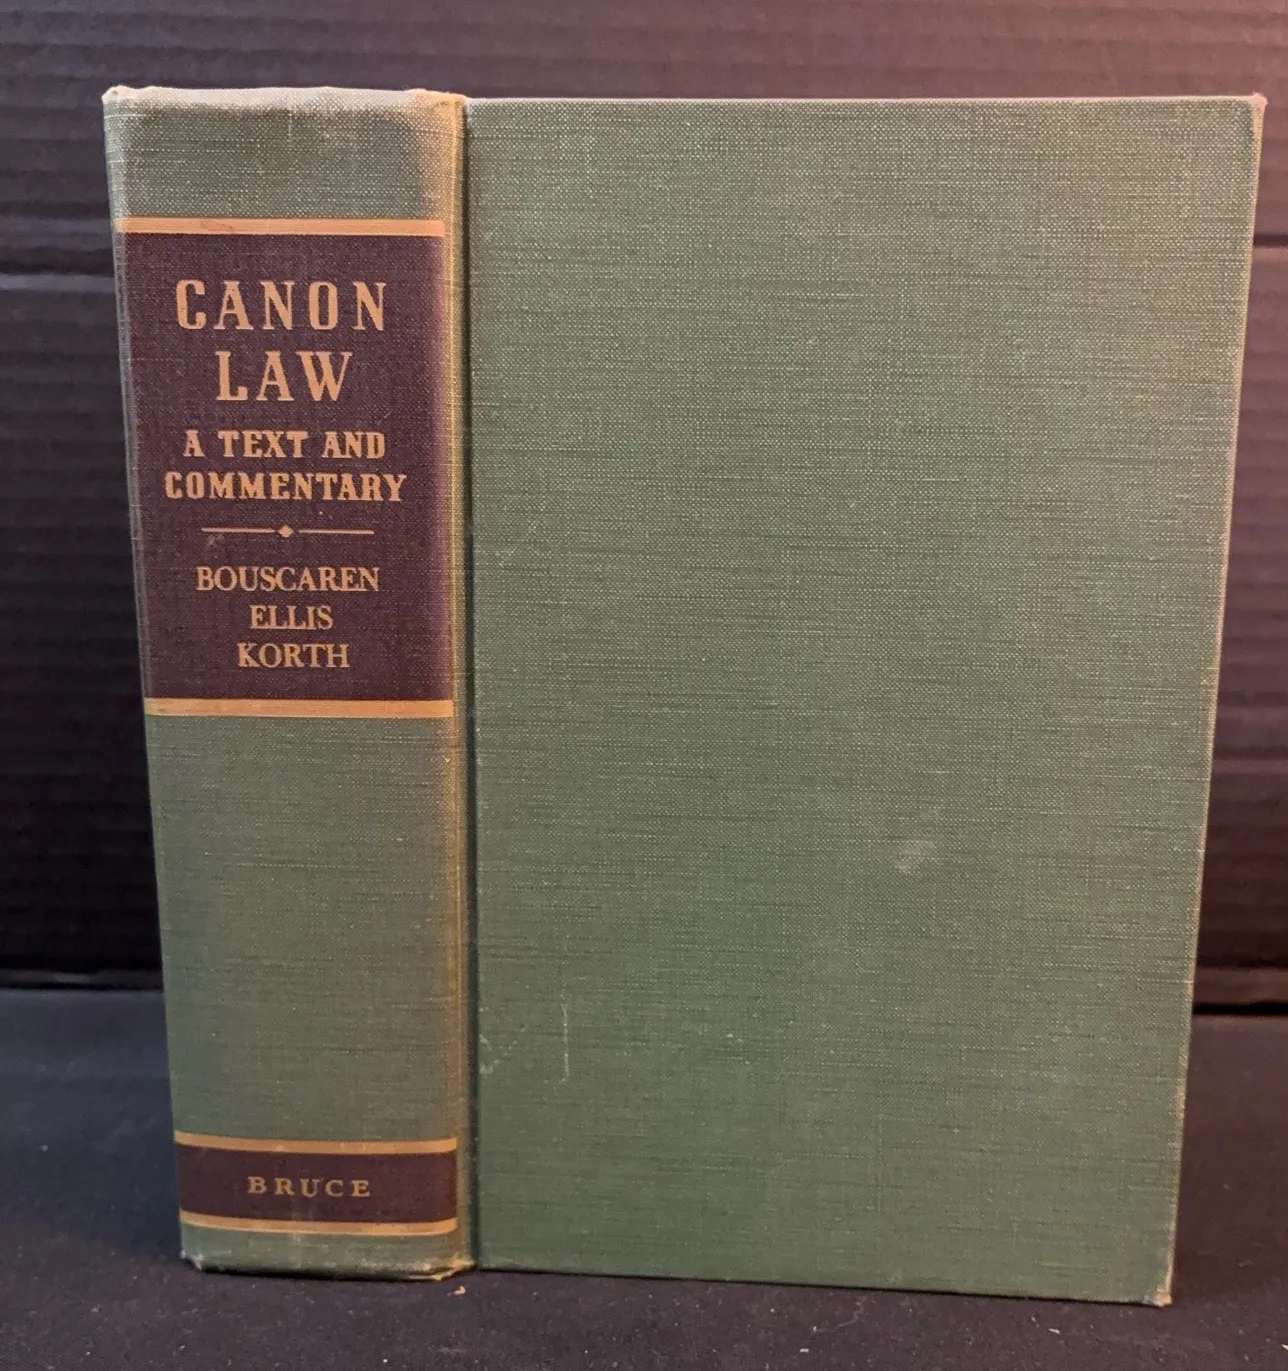 CANON
LAW
A TEXT AND
COMMENTARY
BOUSCAREN
ELLIS
KORTH
BRUCE